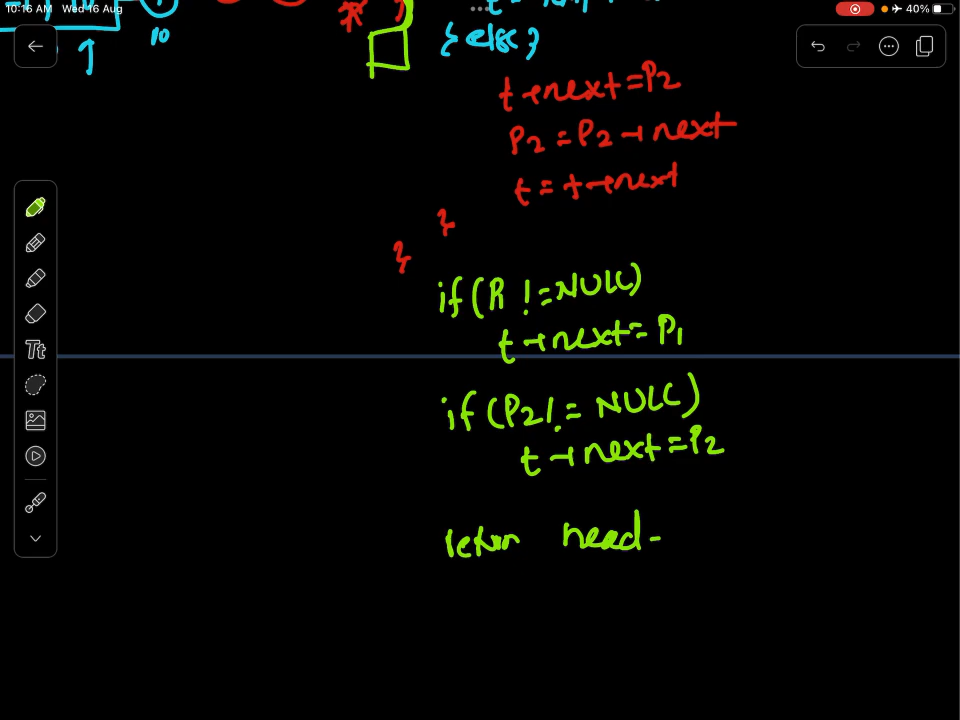 10:16 AM Wed 16 Aug
40%
10
} else {
t→next=P2
P2 = P2→next
t = t→next
}
}
if(P1 !=NULL)
t→next=P1
Tt
if(P2!= NULL)
t→next=P2
return head-